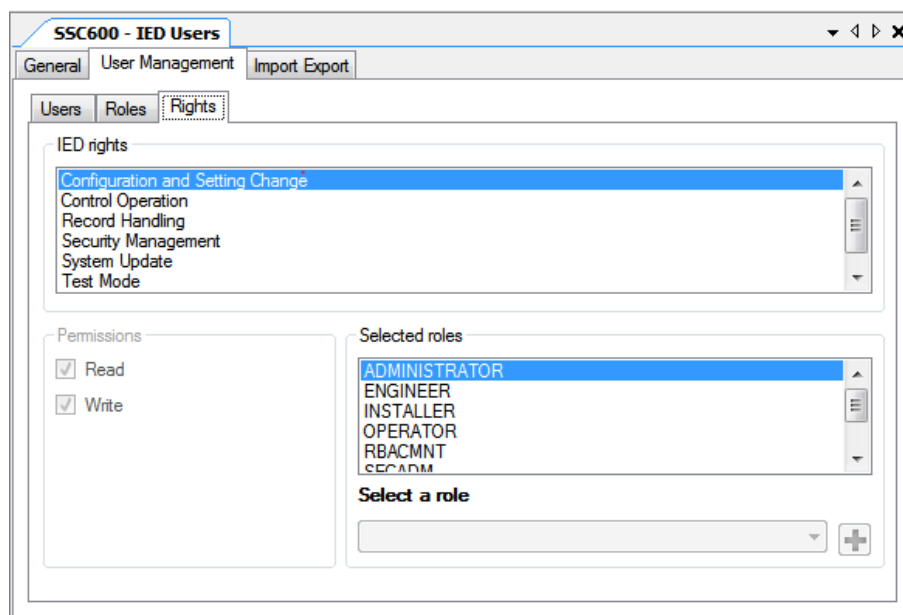 SSC600 - IED Users
General User Management Import Export
Users Roles Rights
IED rights
Configuration and Setting Change
Control Operation
Record Handling
Security Management
System Update
Test Mode
Permissions
Read
Write
Selected roles
ADMINISTRATOR
ENGINEER
INSTALLER
OPERATOR
RBACMNT
SECADM
Select a role